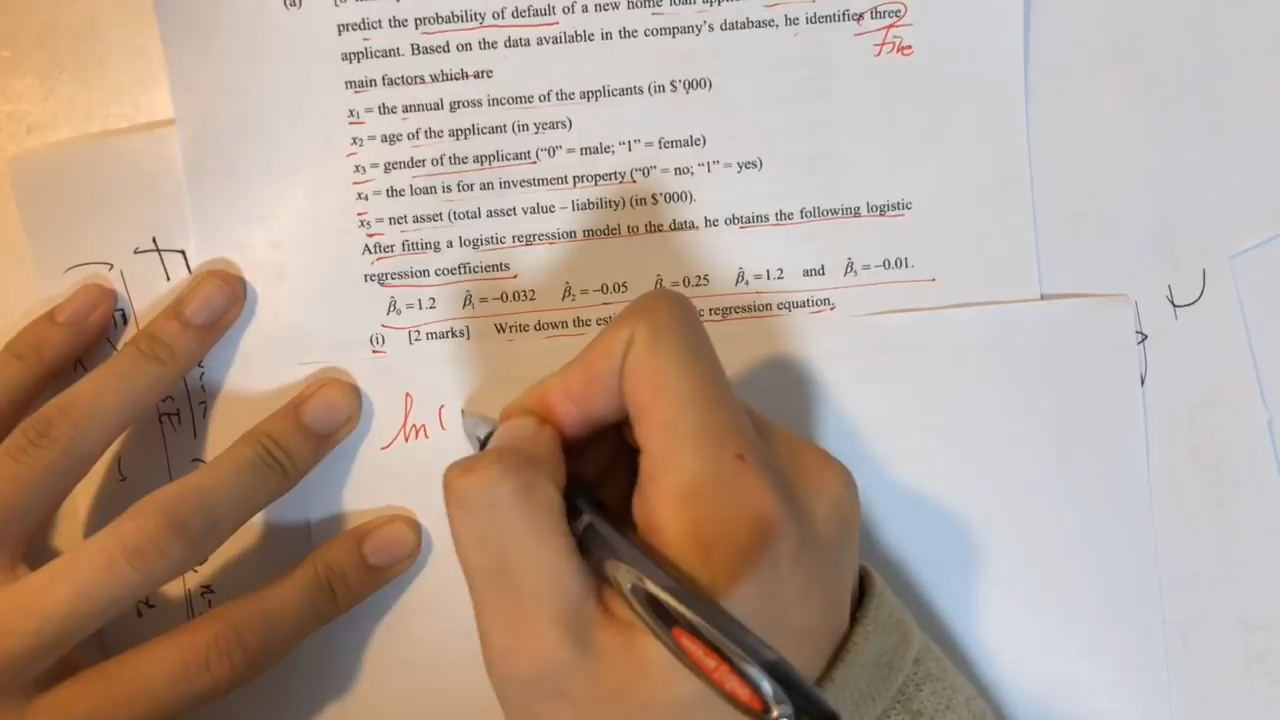 (a)
predict the probability of default of a new home loan
applicant. Based on the data available in the company's database, he identifies three
five
main factors which are
x₁ = the annual gross income of the applicants (in $'000)
x₂ = age of the applicant (in years)
x₃ = gender of the applicant ("0" = male; "1" = female)
x₄ = the loan is for an investment property ("0" = no; "1" = yes)
x₅ = net asset (total asset value – liability) (in $'000).
After fitting a logistic regression model to the data, he obtains the following logistic
regression coefficients
β̂₀ = 1.2 β̂₁ = −0.032 β̂₂ = −0.05 β̂ = 0.25 β̂₄ = 1.2 and β̂₅ = −0.01.
(i) [2 marks] Write down the regression equation.
ln(